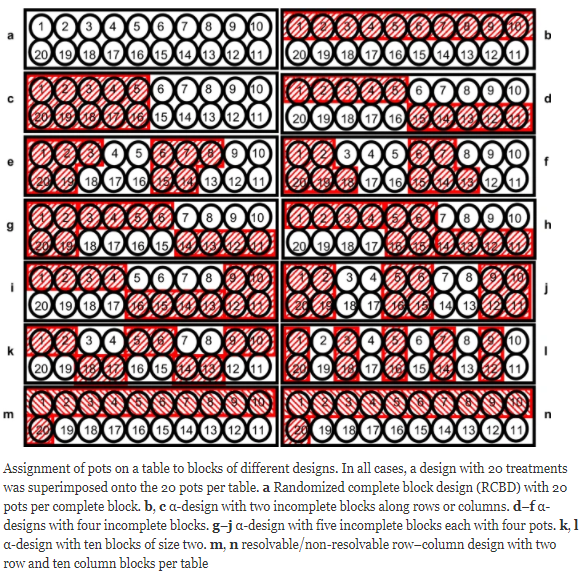 a 1 2 3 4 5 6 7 8 9 10 1 2 3 4 5 6 7 8 9 10 b
20 19 18 17 16 15 14 13 12 11 20 19 18 17 16 15 14 13 12 11
c 1 2 3 4 5 6 7 8 9 10 1 2 3 4 5 6 7 8 9 10 d
20 19 18 17 16 15 14 13 12 11 20 19 18 17 16 15 14 13 12 11
e 1 2 3 4 5 6 7 8 9 10 1 2 3 4 5 6 7 8 9 10 f
20 19 18 17 16 15 14 13 12 11 20 19 18 17 16 15 14 13 12 11
g 1 2 3 4 5 6 7 8 9 10 1 2 3 4 5 6 7 8 9 10 h
20 19 18 17 16 15 14 13 12 11 20 19 18 17 16 15 14 13 12 11
i 1 2 3 4 5 6 7 8 9 10 1 2 3 4 5 6 7 8 9 10 j
20 19 18 17 16 15 14 13 12 11 20 19 18 17 16 15 14 13 12 11
k 1 2 3 4 5 6 7 8 9 10 1 2 3 4 5 6 7 8 9 10 l
20 19 18 17 16 15 14 13 12 11 20 19 18 17 16 15 14 13 12 11
m 1 2 3 4 5 6 7 8 9 10 1 2 3 4 5 6 7 8 9 10 n
20 19 18 17 16 15 14 13 12 11 20 19 18 17 16 15 14 13 12 11
Assignment of pots on a table to blocks of different designs. In all cases, a design with 20 treatments
was superimposed onto the 20 pots per table. a Randomized complete block design (RCBD) with 20
pots per complete block. b, c α-design with two incomplete blocks along rows or columns. d–f α-
designs with four incomplete blocks. g–j α-design with five incomplete blocks each with four pots. k, l
α-design with ten blocks of size two. m, n resolvable/non-resolvable row–column design with two
row and ten column blocks per table